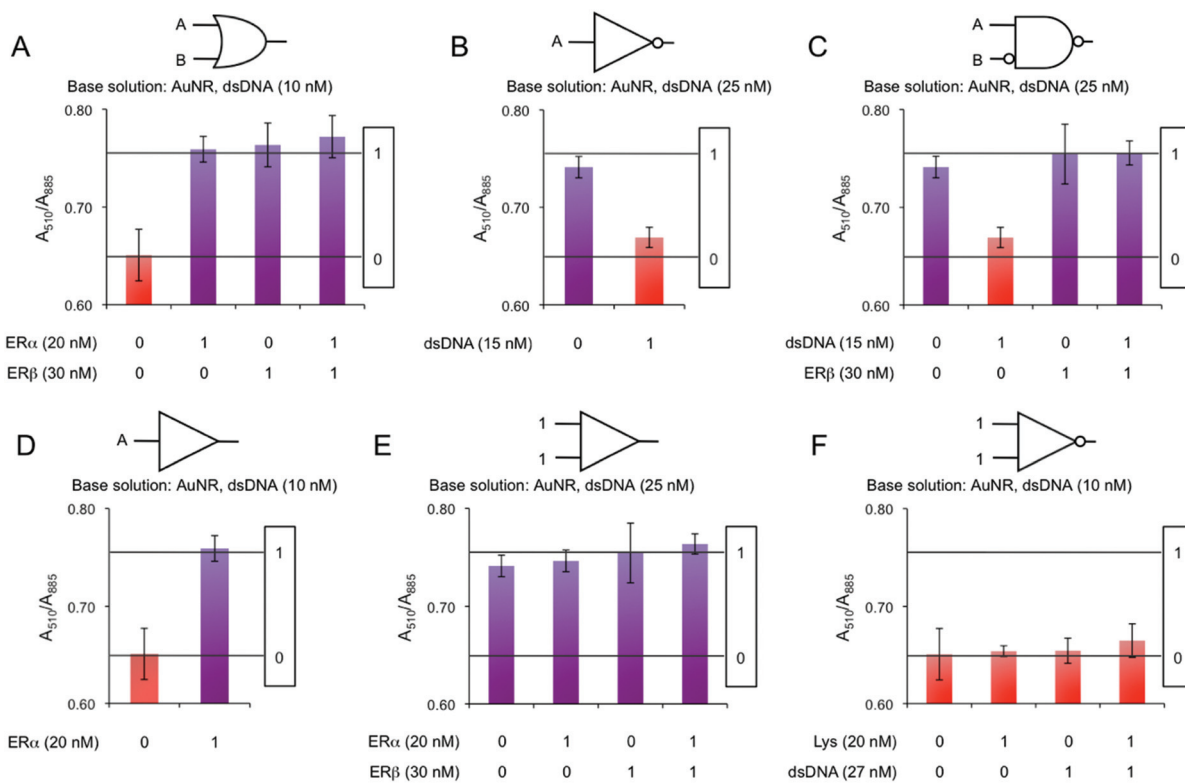 A
A
B
Base solution: AuNR, dsDNA (10 nM)
A510/A885
0.80
0.70
0.60
1
0
ERα (20 nM) 0 1 0 1
ERβ (30 nM) 0 0 1 1
B
A
Base solution: AuNR, dsDNA (25 nM)
A510/A885
0.80
0.70
0.60
1
0
dsDNA (15 nM) 0 1
C
A
B
Base solution: AuNR, dsDNA (25 nM)
A510/A885
0.80
0.70
0.60
1
0
dsDNA (15 nM) 0 1 0 1
ERβ (30 nM) 0 0 1 1
D
A
Base solution: AuNR, dsDNA (10 nM)
A510/A885
0.80
0.70
0.60
1
0
ERα (20 nM) 0 1
E
1
1
Base solution: AuNR, dsDNA (25 nM)
A510/A885
0.80
0.70
0.60
1
0
ERα (20 nM) 0 1 0 1
ERβ (30 nM) 0 0 1 1
F
1
1
Base solution: AuNR, dsDNA (10 nM)
A510/A885
0.80
0.70
0.60
1
0
Lys (20 nM) 0 1 0 1
dsDNA (27 nM) 0 0 1 1